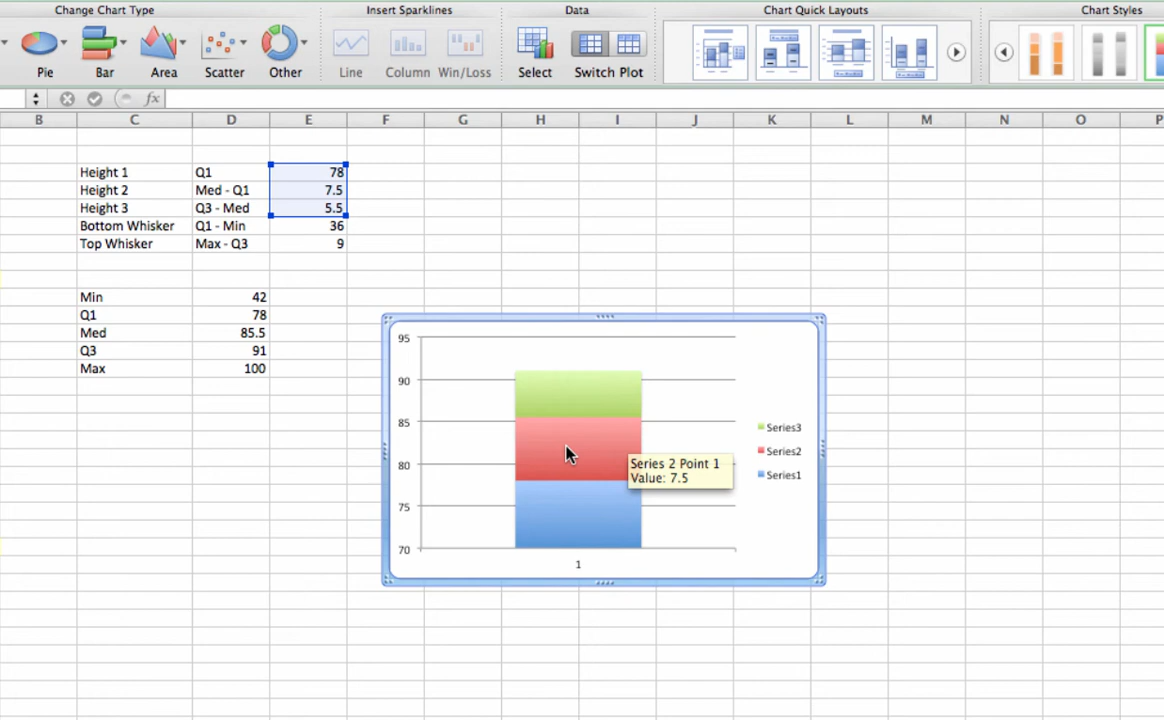 Change Chart Type Insert Sparklines Data Chart Quick Layouts Chart Styles
Pie Bar Area Scatter Other Line Column Win/Loss Select Switch Plot
fx
B C D E F G H I J K L M N O P
Height 1 Q1 78
Height 2 Med - Q1 7.5
Height 3 Q3 - Med 5.5
Bottom Whisker Q1 - Min 36
Top Whisker Max - Q3 9
Min 42
Q1 78
Med 85.5
Q3 91
Max 100
95
90
85
80
75
70
1
Series3
Series2
Series1
Series 2 Point 1
Value: 7.5